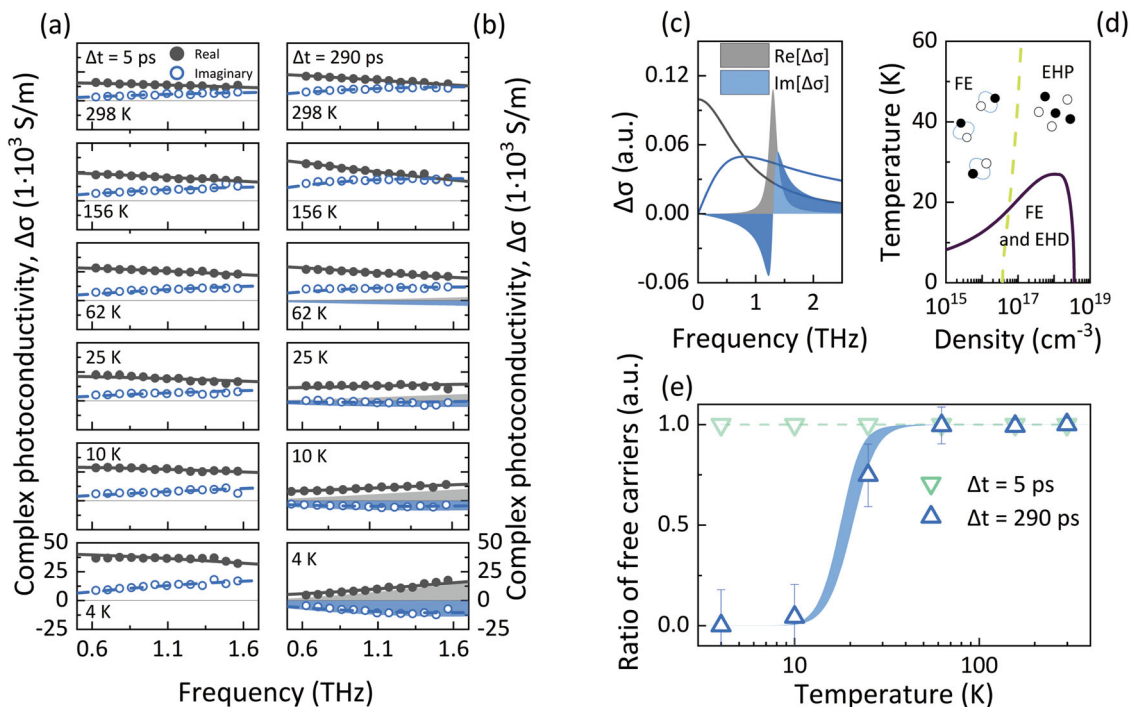 (a)
(b)
Complex photoconductivity, Δσ (1·10³ S/m)
Δt = 5 ps
Real
Imaginary
298 K
156 K
62 K
25 K
10 K
4 K
50
25
0
-25
0.6 1.1 1.6
Δt = 290 ps
298 K
156 K
62 K
25 K
10 K
4 K
50
25
0
-25
0.6 1.1 1.6
Frequency (THz)
Complex photoconductivity, Δσ (1·10³ S/m)
(c)
Re[Δσ]
Im[Δσ]
Δσ (a.u.)
0.12
0.06
0.00
-0.06
0 1 2
Frequency (THz)
(d)
Temperature (K)
60
40
20
0
FE
EHP
FE
and EHD
10¹⁵ 10¹⁷ 10¹⁹
Density (cm⁻³)
(e)
Ratio of free carriers (a.u.)
1.0
0.5
0.0
Δt = 5 ps
Δt = 290 ps
10 100
Temperature (K)